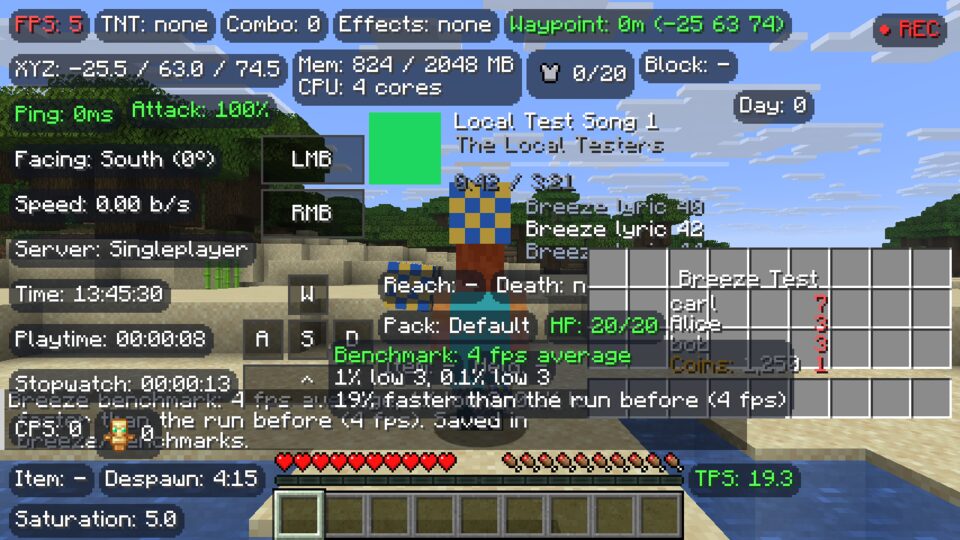 FPS: 5 TNT: none Combo: 0 Effects: none Waypoint: 0m (-25 63 74) REC
XYZ: -25.5 / 63.0 / 74.5 Mem: 824 / 2048 MB 0/20 Block: -
CPU: 4 cores
Day: 0
Ping: 0ms Attack: 100%
Local Test Song 1
The Local Testers
Facing: South (0°) LMB
0:42 / 3:21
Speed: 0.00 b/s RMB
Breeze lyric 40
Breeze lyric 42
Breeze
Server: Singleplayer
Breeze Test
Reach: - Death: n
Time: 13:45:30 W
carl 7
Alice 3
bob 3
Coins: 1,250 1
Pack: Default HP: 20/20
Playtime: 00:00:08 A S D
Benchmark: 4 fps average
1% low 3, 0.1% low 3
19% faster than the run before (4 fps)
Stopwatch: 00:00:13 ^
Breeze benchmark: 4 fps
than the run before (4 fps). Saved in
CPS: 0 0
Item: - Despawn: 4:15 TPS: 19.3
Saturation: 5.0